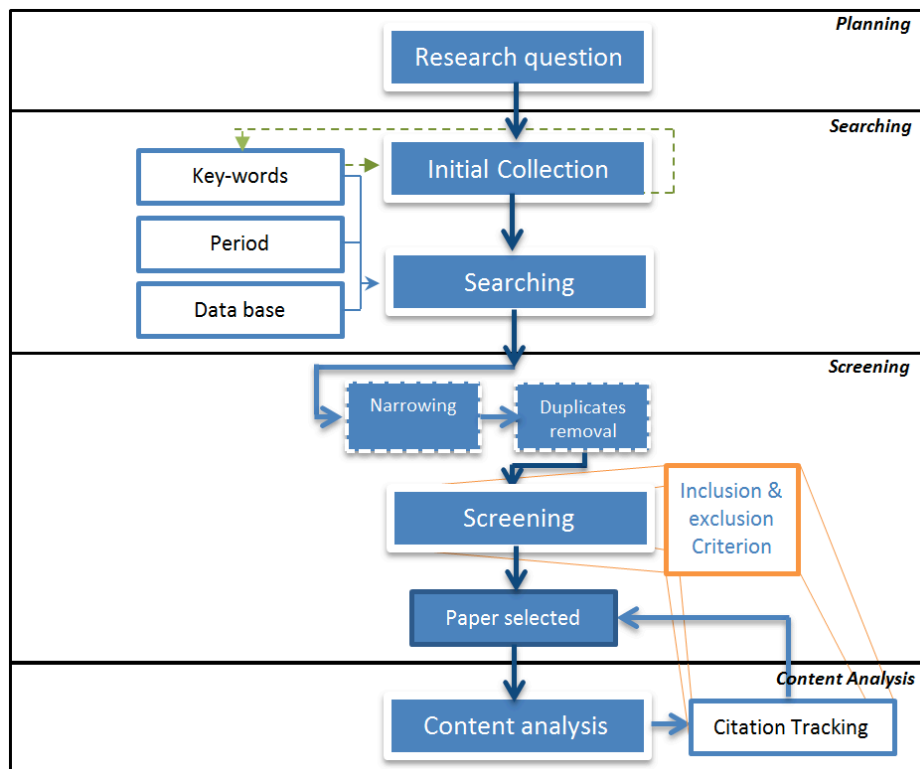 Planning
Research question
Searching
Key-words
Initial Collection
Period
Searching
Data base
Screening
Narrowing
Duplicates
removal
Screening
Inclusion &
exclusion
Criterion
Paper selected
Content Analysis
Content analysis
Citation Tracking